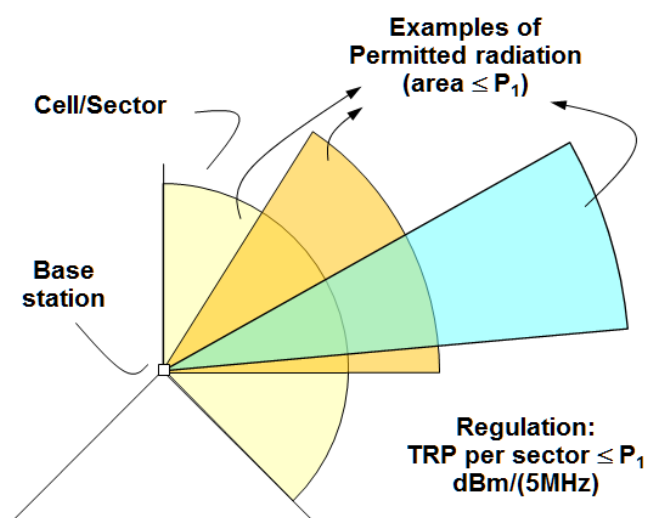 Examples of
Permitted radiation
(area ≤ P₁)
Cell/Sector
Base
station
Regulation:
TRP per sector ≤ P₁
dBm/(5MHz)